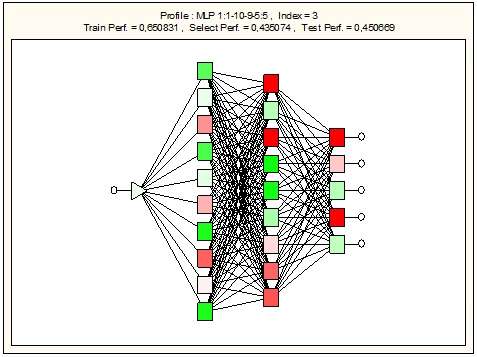 Profile : MLP 1:1-10-9-5:5 ,  Index = 3
Train Perf. = 0,650831 ,  Select Perf. = 0,435074 ,  Test Perf. = 0,450669